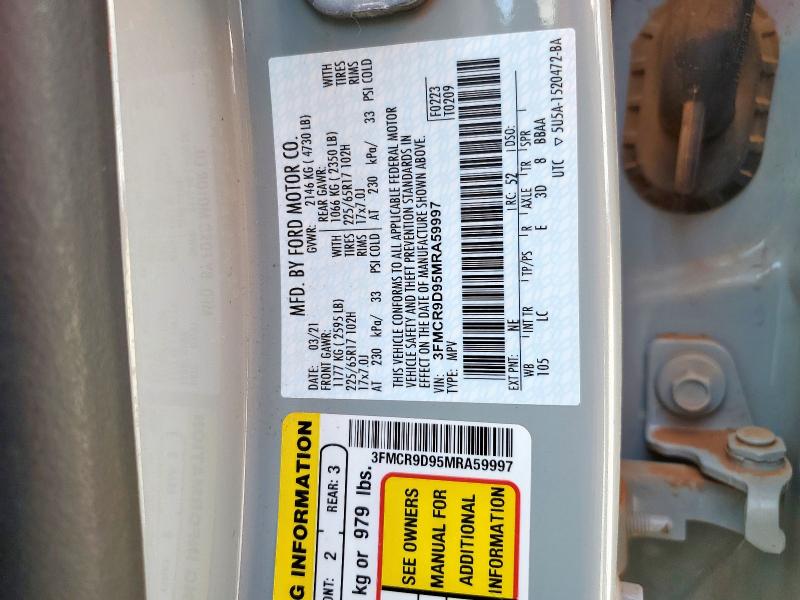 MFD. BY FORD MOTOR CO.
DATE: 03/21 GVWR: 2146 KG ( 4730 LB)
FRONT GAWR: REAR GAWR:
1177 KG ( 2595 LB) WITH 1066 KG ( 2350 LB) WITH
225/65R17 102H TIRES 225/65R17 102H TIRES
17x7.0J RIMS 17x7.0J RIMS
AT 230 kPa/ 33 PSI COLD AT 230 kPa/ 33 PSI COLD
THIS VEHICLE CONFORMS TO ALL APPLICABLE FEDERAL MOTOR
VEHICLE SAFETY AND THEFT PREVENTION STANDARDS IN
EFFECT ON THE DATE OF MANUFACTURE SHOWN ABOVE.
VIN: 3FMCR9D95MRA59997 F0223
TYPE: MPV T0209
EXT PNT: NE RC: 52 DSO:
WB INT TR TP/PS R AXLE TR SPR
105 LC E 3D 8 BBAA
UTC ▽ 5U5A-1520472-BA
G INFORMATION
ONT: 2 REAR: 3
kg or 979 lbs.
3FMCR9D95MRA59997
SEE OWNERS
MANUAL FOR
ADDITIONAL
INFORMATION